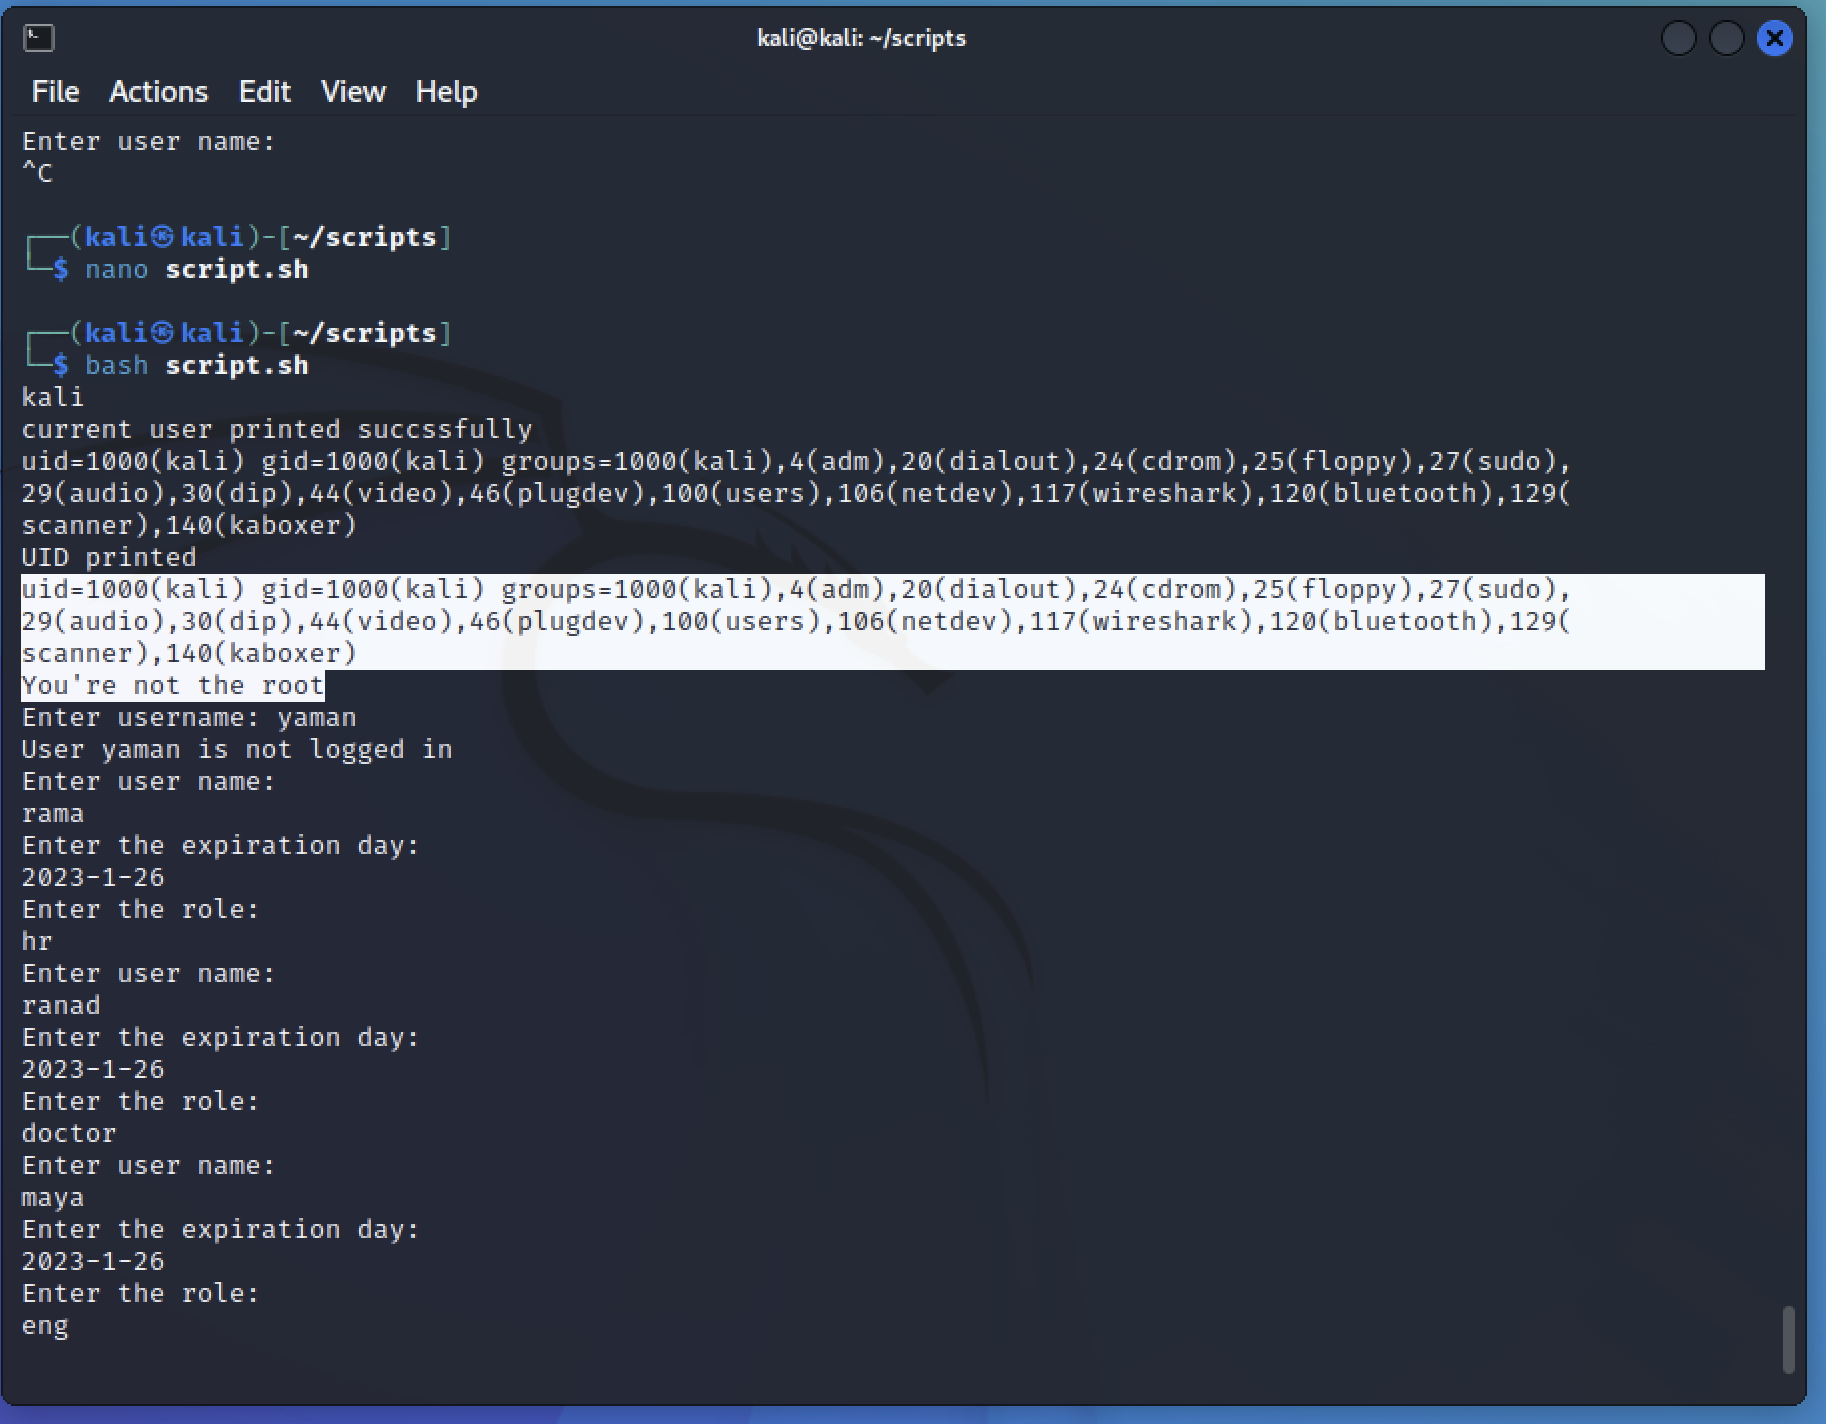 kali@kali: ~/scripts
File Actions Edit View Help
Enter user name:
^C
┌──(kali㉿kali)-[~/scripts]
└─$ nano script.sh
┌──(kali㉿kali)-[~/scripts]
└─$ bash script.sh
kali
current user printed succssfully
uid=1000(kali) gid=1000(kali) groups=1000(kali),4(adm),20(dialout),24(cdrom),25(floppy),27(sudo),
29(audio),30(dip),44(video),46(plugdev),100(users),106(netdev),117(wireshark),120(bluetooth),129(
scanner),140(kaboxer)
UID printed
uid=1000(kali) gid=1000(kali) groups=1000(kali),4(adm),20(dialout),24(cdrom),25(floppy),27(sudo),
29(audio),30(dip),44(video),46(plugdev),100(users),106(netdev),117(wireshark),120(bluetooth),129(
scanner),140(kaboxer)
You're not the root
Enter username: yaman
User yaman is not logged in
Enter user name:
rama
Enter the expiration day:
2023-1-26
Enter the role:
hr
Enter user name:
ranad
Enter the expiration day:
2023-1-26
Enter the role:
doctor
Enter user name:
maya
Enter the expiration day:
2023-1-26
Enter the role:
eng